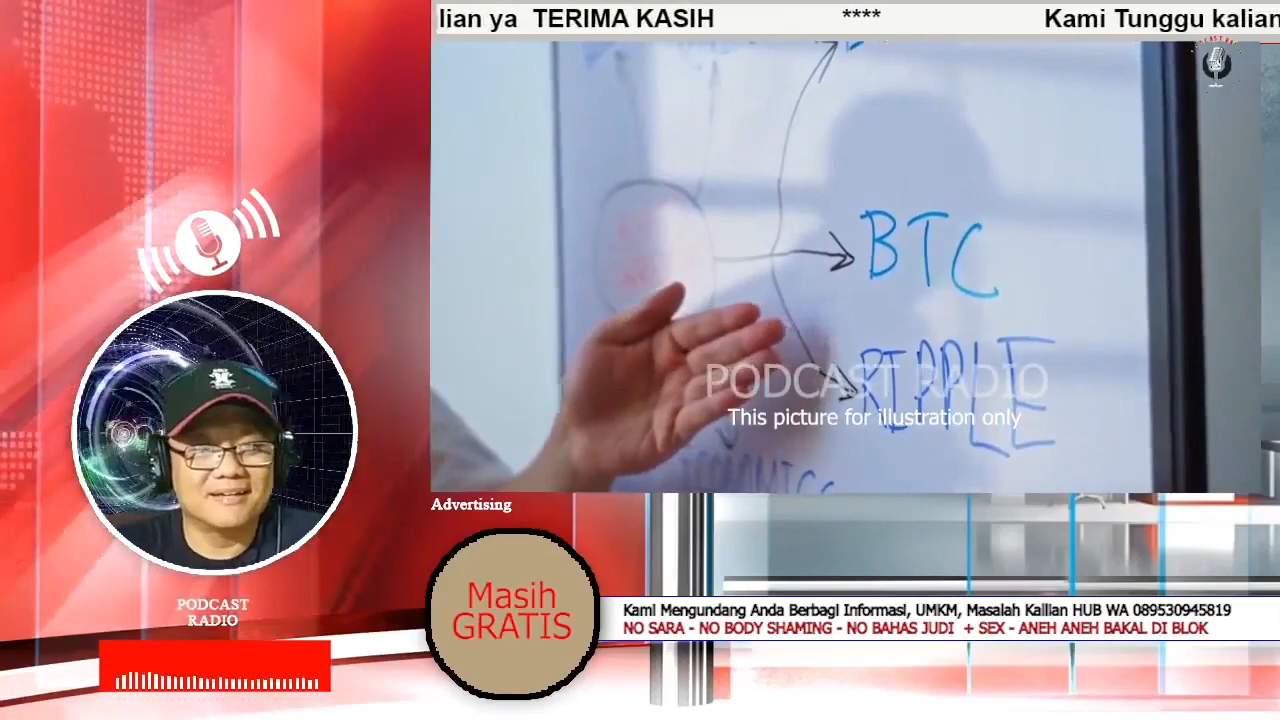 lian ya TERIMA KASIH **** Kami Tunggu kalian
BTC
RIPPLE
PODCAST RADIO
This picture for illustration only
Advertising
Masih
GRATIS
PODCAST
RADIO
Kami Mengundang Anda Berbagi Informasi, UMKM, Masalah Kallian HUB WA 089530945819
NO SARA - NO BODY SHAMING - NO BAHAS JUDI + SEX - ANEH ANEH BAKAL DI BLOK